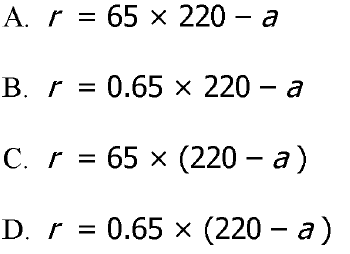 A. r = 65 × 220 – a
B. r = 0.65 × 220 – a
C. r = 65 × (220 – a )
D. r = 0.65 × (220 – a )